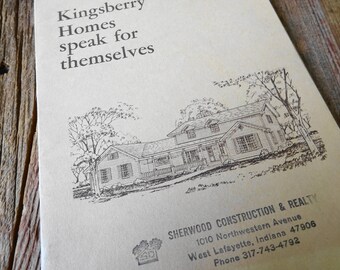 Kingsberry
Homes
speak for
themselves
SHERWOOD CONSTRUCTION & REALTY
1010 Northwestern Avenue
West Lafayette, Indiana 47906
Phone 317-743-4792